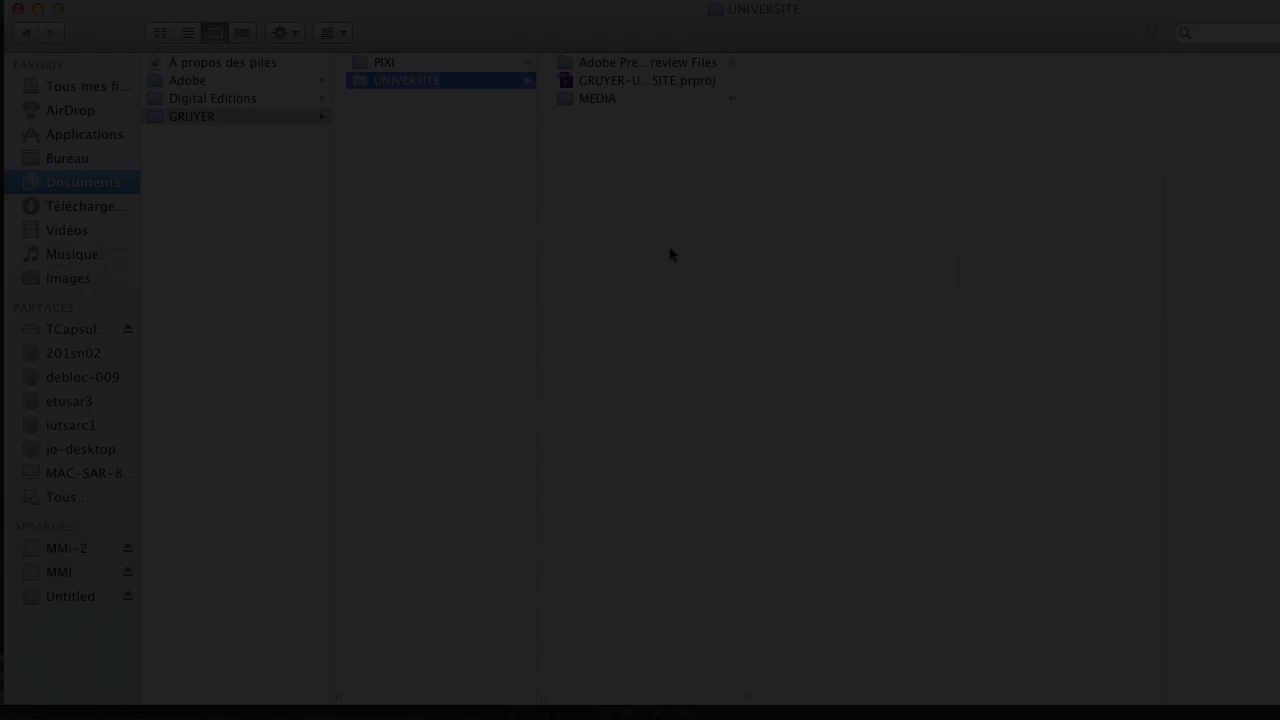 UNIVERSITE
FAVORIS
Tous mes fi...
AirDrop
Applications
Bureau
Documents
Télécharge...
Vidéos
Musique
Images
PARTAGES
TCapsul...
201sn02
debloc-009
etusar3
iutsarc1
jo-desktop
MAC-SAR-8...
Tous...
APPAREILS
MMi-2
MMI
Untitled
À propos des piles
Adobe
Digital Editions
GRUYER
PIXI
UNIVERSITE
Adobe Pre...review Files
GRUYER-U...SITE.prproj
MEDIA